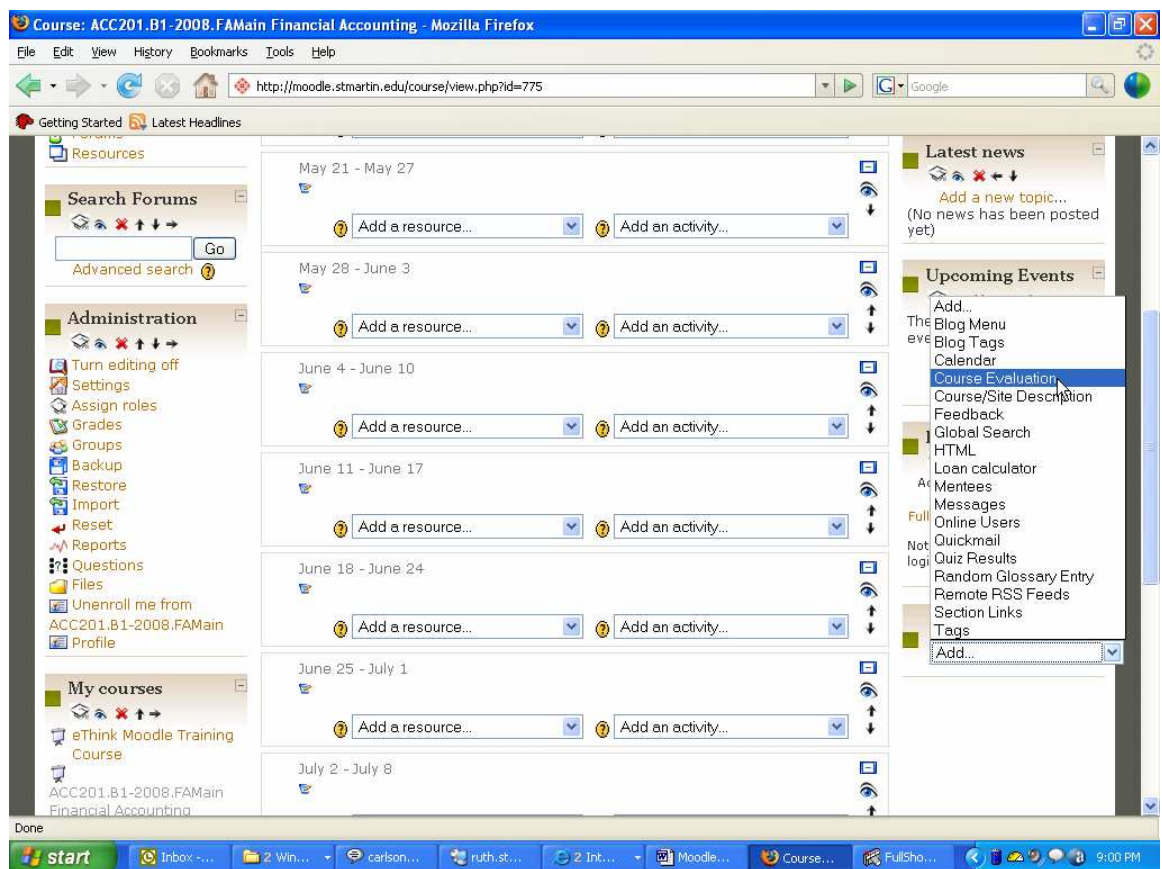 Course: ACC201.B1-2008.FAMain Financial Accounting - Mozilla Firefox
File Edit View History Bookmarks Tools Help
http://moodle.stmartin.edu/course/view.php?id=775
Google
Getting Started Latest Headlines
Forums
Resources
Search Forums
Go
Advanced search
Administration
Turn editing off
Settings
Assign roles
Grades
Groups
Backup
Restore
Import
Reset
Reports
Questions
Files
Unenroll me from
ACC201.B1-2008.FAMain
Profile
My courses
eThink Moodle Training
Course
ACC201.B1-2008.FAMain
Financial Accounting
May 21 - May 27
Add a resource... Add an activity...
May 28 - June 3
Add a resource... Add an activity...
June 4 - June 10
Add a resource... Add an activity...
June 11 - June 17
Add a resource... Add an activity...
June 18 - June 24
Add a resource... Add an activity...
June 25 - July 1
Add a resource... Add an activity...
July 2 - July 8
Latest news
Add a new topic...
(No news has been posted
yet)
Upcoming Events
The
eve
Full
Not
logi
Add...
Blog Menu
Blog Tags
Calendar
Course Evaluation
Course/Site Description
Feedback
Global Search
HTML
Loan calculator
Mentees
Messages
Online Users
Quickmail
Quiz Results
Random Glossary Entry
Remote RSS Feeds
Section Links
Tags
Add...
Done
start Inbox -... 2 Win... carlson... ruth.st... 2 Int... Moodle... Course... FullSho... 9:00 PM